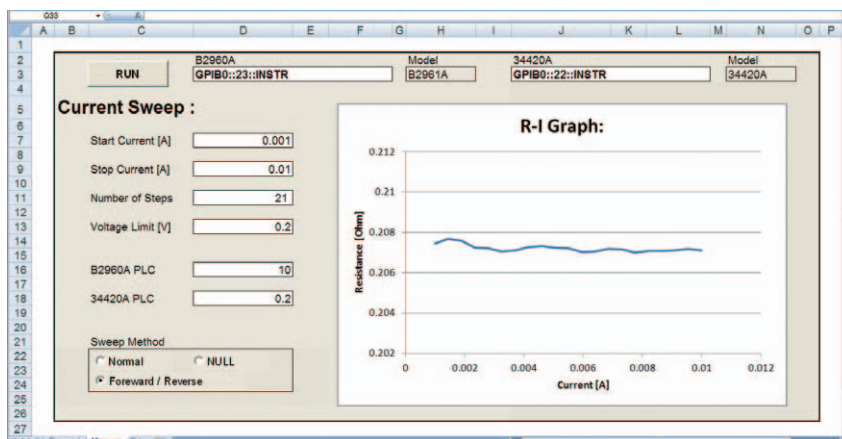 Q33
A B C D E F G H I J K L M N O P
1
2 B2960A Model 34420A Model
3 RUN GPIB0::23::INSTR B2961A GPIB0::22::INSTR 34420A
4
5 Current Sweep :
6 R-I Graph:
7 Start Current [A] 0.001
8 0.212
9 Stop Current [A] 0.01
10 0.21
11 Number of Steps 21
12
13 Voltage Limit [V] 0.2
14 0.208
15
16 B2960A PLC 10
17 0.206
18 34420A PLC 0.2
19 0.204
20
21 Sweep Method
22 Normal NULL 0.202
23 0 0.002 0.004 0.006 0.008 0.01 0.012
24 Foreward / Reverse Current [A]
25
26
27
Resistance [Ohm]